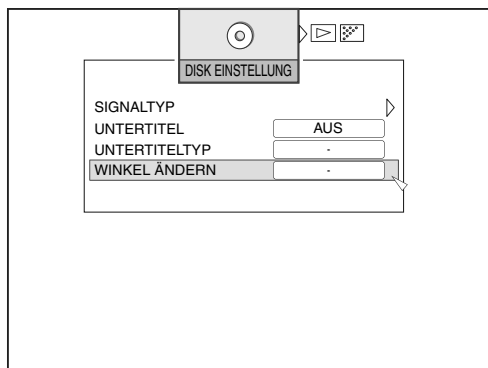 DISK EINSTELLUNG
SIGNALTYP
UNTERTITEL AUS
UNTERTITELTYP -
WINKEL ÄNDERN -